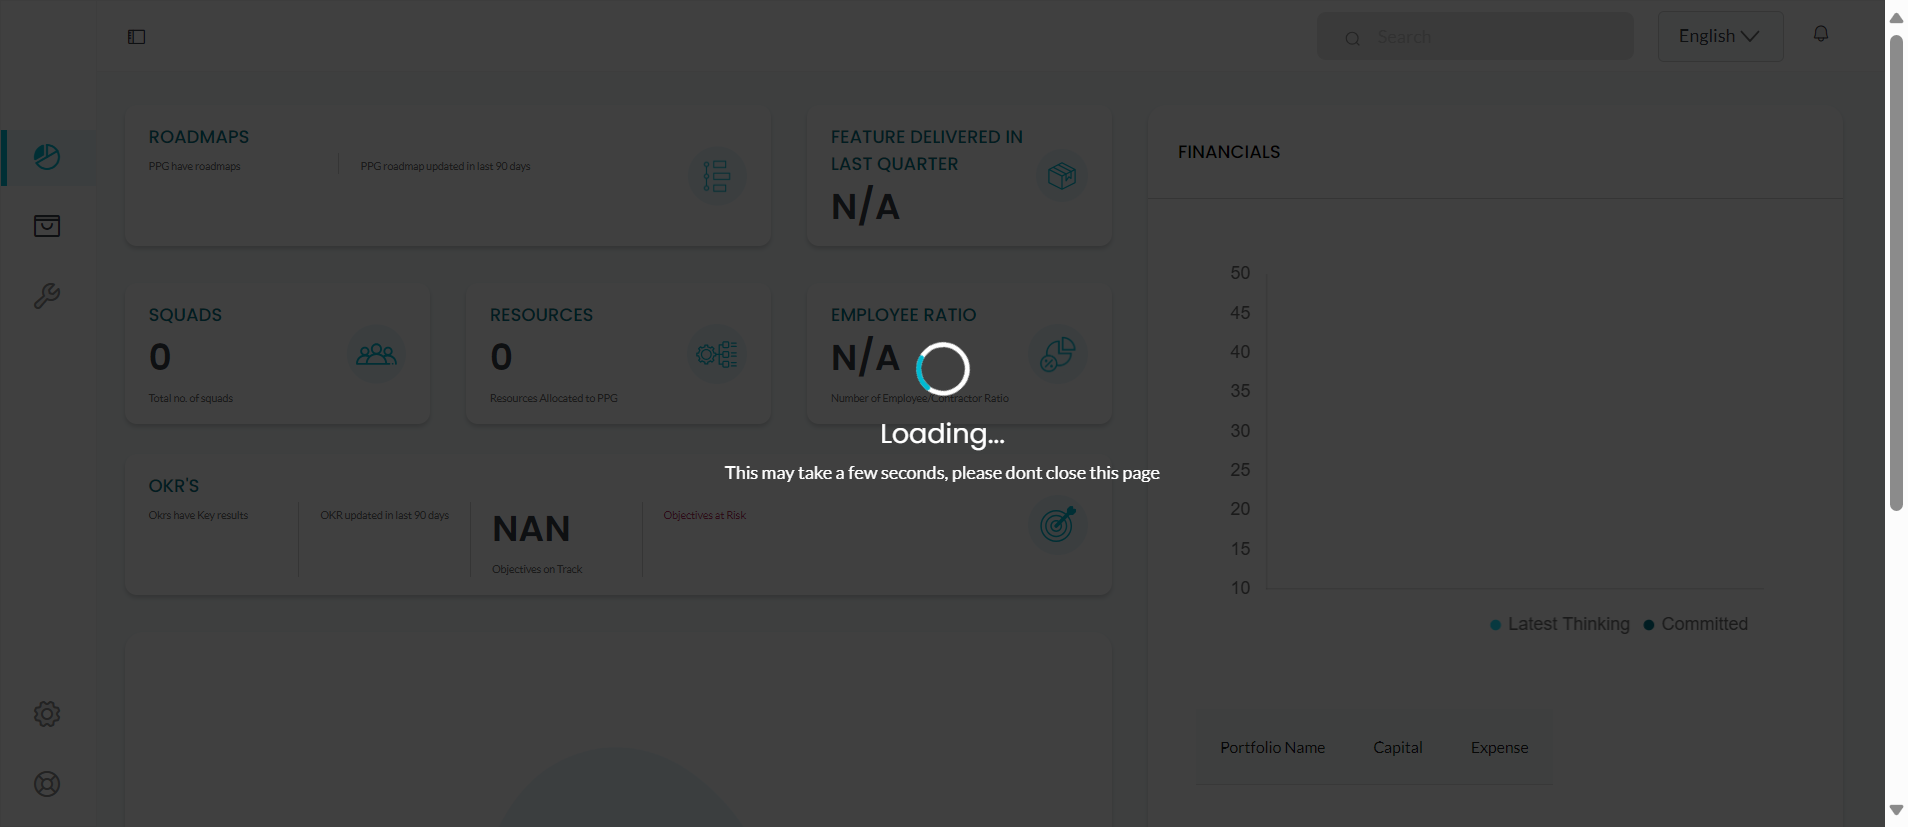 Search
English
ROADMAPS
PPG have roadmaps
PPG roadmap updated in last 90 days
FEATURE DELIVERED IN
LAST QUARTER
N/A
FINANCIALS
SQUADS
0
Total no. of squads
RESOURCES
0
Resources Allocated to PPG
EMPLOYEE RATIO
N/A
Number of Employee/Contractor Ratio
Loading...
This may take a few seconds, please dont close this page
OKR'S
Okrs have Key results
OKR updated in last 90 days
NAN
Objectives on Track
Objectives at Risk
50
45
40
35
30
25
20
15
10
Latest Thinking
Committed
Portfolio Name
Capital
Expense